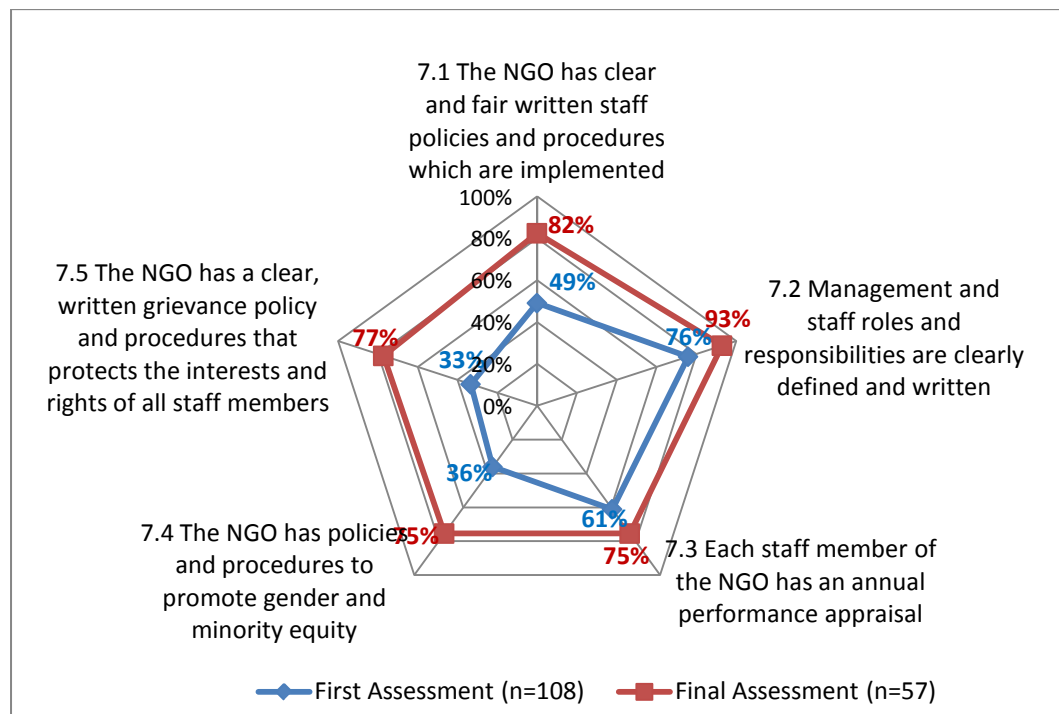 7.1 The NGO has clear
and fair written staff
policies and procedures
which are implemented
100%
80%
60%
40%
20%
0%
82%
49%
7.2 Management and
staff roles and
responsibilities are clearly
defined and written
93%
76%
7.3 Each staff member of
the NGO has an annual
performance appraisal
61%
75%
7.4 The NGO has policies
and procedures to
promote gender and
minority equity
36%
75%
7.5 The NGO has a clear,
written grievance policy
and procedures that
protects the interests and
rights of all staff members
77%
33%
First Assessment (n=108)
Final Assessment (n=57)